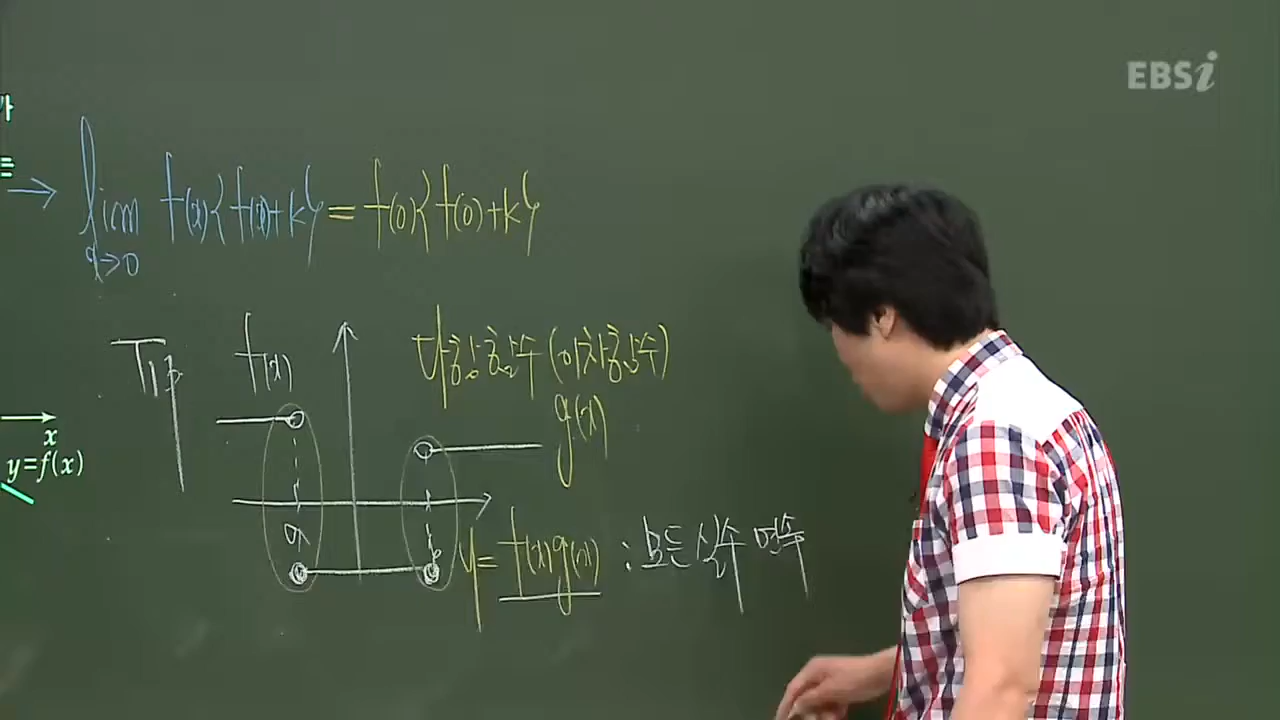 EBSi
lim f(x){f(x)+k} = f(0){f(0)+k}
x→0
Tip f(x) 다항함수 (이차함수)
g(x)
x
y=f(x)
a b y= f(x)g(x) : 모든 실수 연속